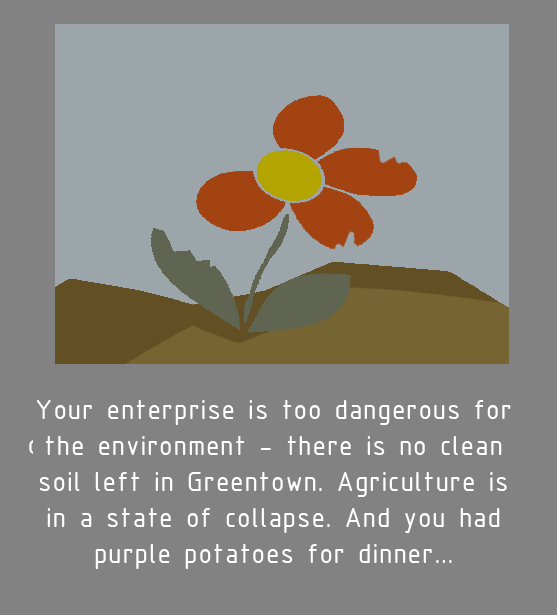 Your enterprise is too dangerous for
the environment – there is no clean
soil left in Greentown. Agriculture is
in a state of collapse. And you had
purple potatoes for dinner...